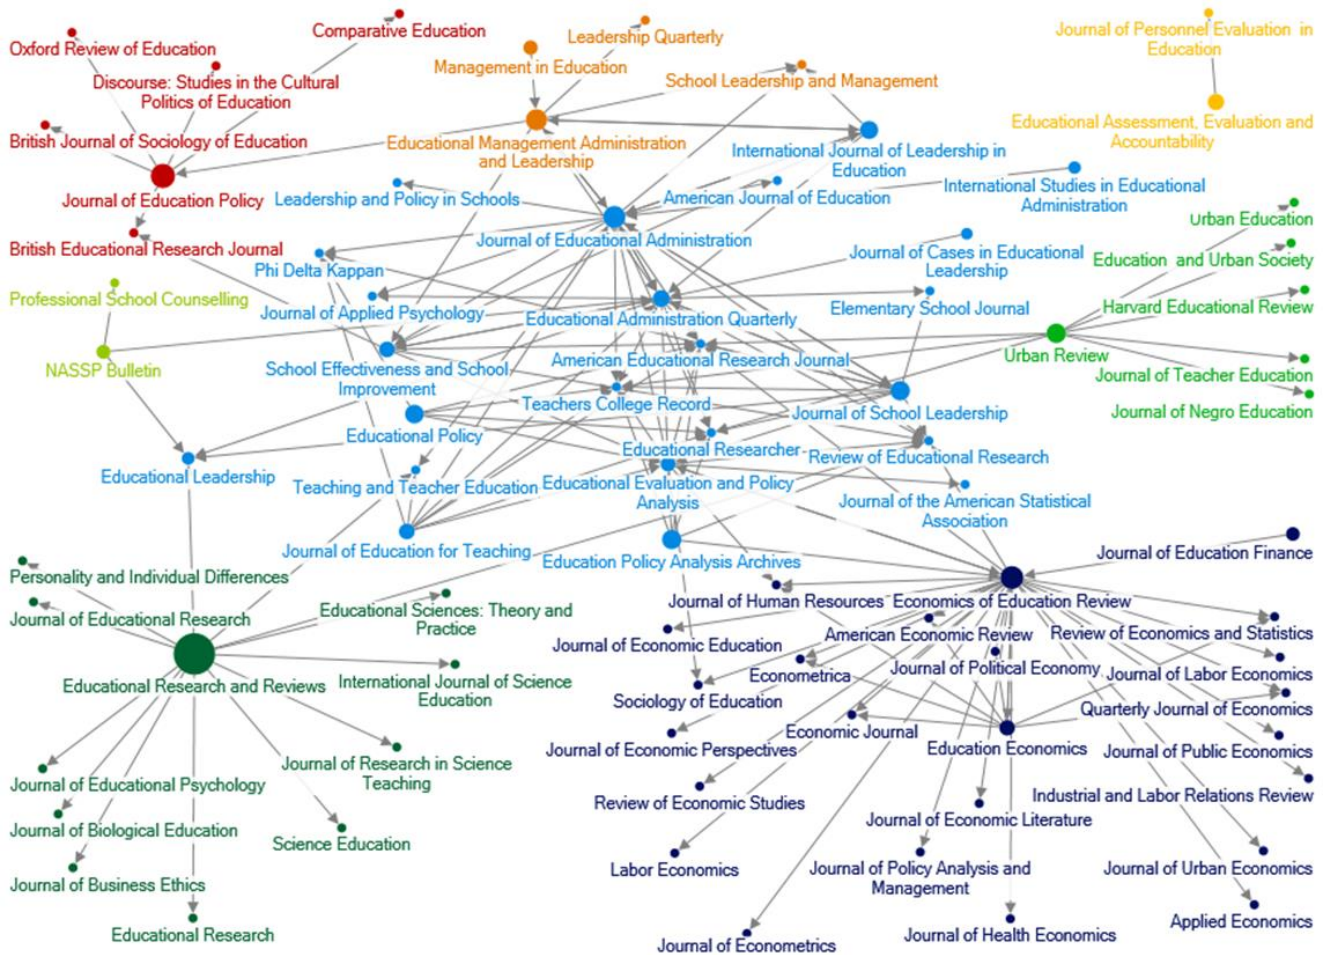 Comparative Education
Oxford Review of Education
Discourse: Studies in the Cultural
Politics of Education
British Journal of Sociology of Education
Journal of Education Policy
British Educational Research Journal
Leadership Quarterly
Management in Education
School Leadership and Management
Educational Management Administration
and Leadership
Journal of Personnel Evaluation in
Education
Educational Assessment, Evaluation and
Accountability
International Journal of Leadership in
Education
Leadership and Policy in Schools
American Journal of Education
International Studies in Educational
Administration
Journal of Educational Administration
Phi Delta Kappan
Journal of Cases in Educational
Leadership
Journal of Applied Psychology
Educational Administration Quarterly
Elementary School Journal
School Effectiveness and School
Improvement
American Educational Research Journal
Teachers College Record
Journal of School Leadership
Educational Policy
Educational Researcher
Review of Educational Research
Educational Leadership
Teaching and Teacher Education
Educational Evaluation and Policy
Analysis
Journal of the American Statistical
Association
Journal of Education for Teaching
Education Policy Analysis Archives
Professional School Counselling
NASSP Bulletin
Urban Education
Education and Urban Society
Harvard Educational Review
Urban Review
Journal of Teacher Education
Journal of Negro Education
Personality and Individual Differences
Journal of Educational Research
Educational Sciences: Theory and
Practice
Educational Research and Reviews
International Journal of Science
Education
Journal of Research in Science
Teaching
Journal of Educational Psychology
Journal of Biological Education
Science Education
Journal of Business Ethics
Educational Research
Journal of Education Finance
Journal of Human Resources
Economics of Education Review
Journal of Economic Education
American Economic Review
Review of Economics and Statistics
Econometrica
Journal of Political Economy
Journal of Labor Economics
Sociology of Education
Quarterly Journal of Economics
Economic Journal
Journal of Economic Perspectives
Education Economics
Journal of Public Economics
Review of Economic Studies
Industrial and Labor Relations Review
Journal of Economic Literature
Labor Economics
Journal of Policy Analysis and
Management
Journal of Urban Economics
Applied Economics
Journal of Econometrics
Journal of Health Economics